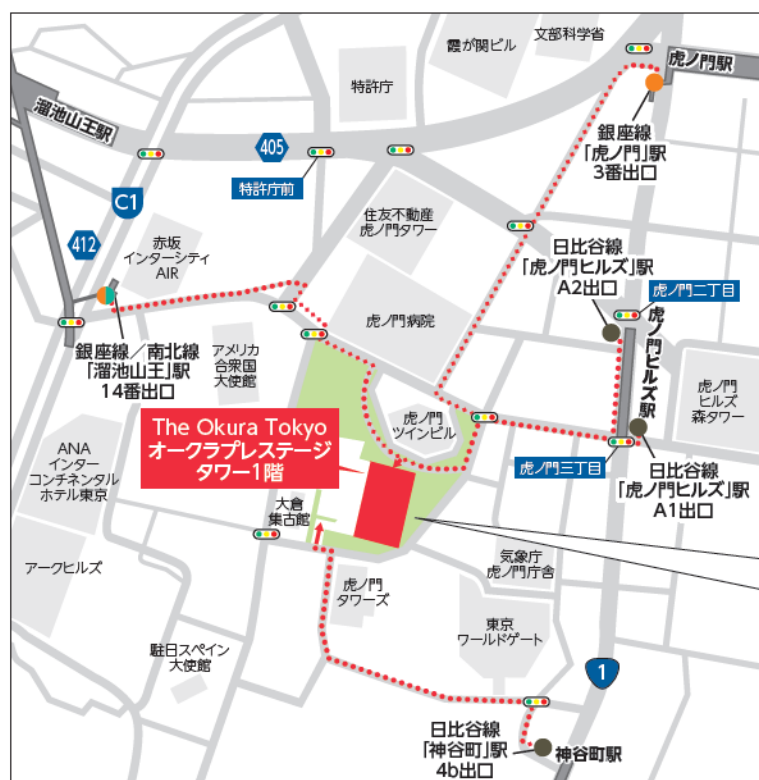 霞が関ビル
文部科学省
虎ノ門駅
特許庁
溜池山王駅
405
特許庁前
銀座線
「虎ノ門」駅
3番出口
C1
412
赤坂
インターシティ
AIR
住友不動産
虎ノ門タワー
日比谷線
「虎ノ門ヒルズ」駅
A2出口
虎ノ門二丁目
虎ノ門ヒルズ駅
銀座線/南北線
「溜池山王」駅
14番出口
アメリカ
合衆国
大使館
虎ノ門病院
虎ノ門
ヒルズ
森タワー
The Okura Tokyo
オークラプレステージ
タワー1階
虎ノ門
ツインビル
ANA
インター
コンチネンタル
ホテル東京
虎ノ門三丁目
日比谷線
「虎ノ門ヒルズ」駅
A1出口
大倉
集古館
アークヒルズ
虎ノ門
タワーズ
気象庁
虎ノ門庁舎
東京
ワールドゲート
駐日スペイン
大使館
1
日比谷線
「神谷町」駅
4b出口
神谷町駅